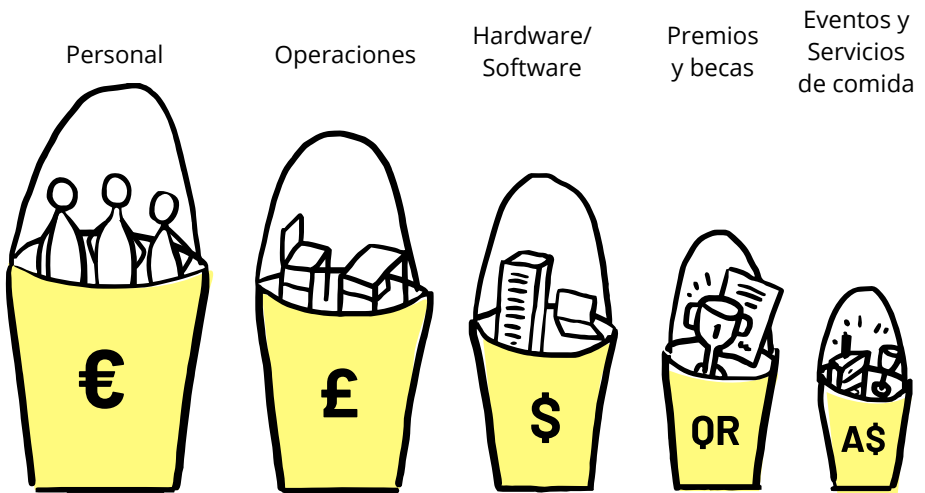 Personal
Operaciones
Hardware/
Software
Premios
y becas
Eventos y
Servicios
de comida
€
£
$
QR
A$